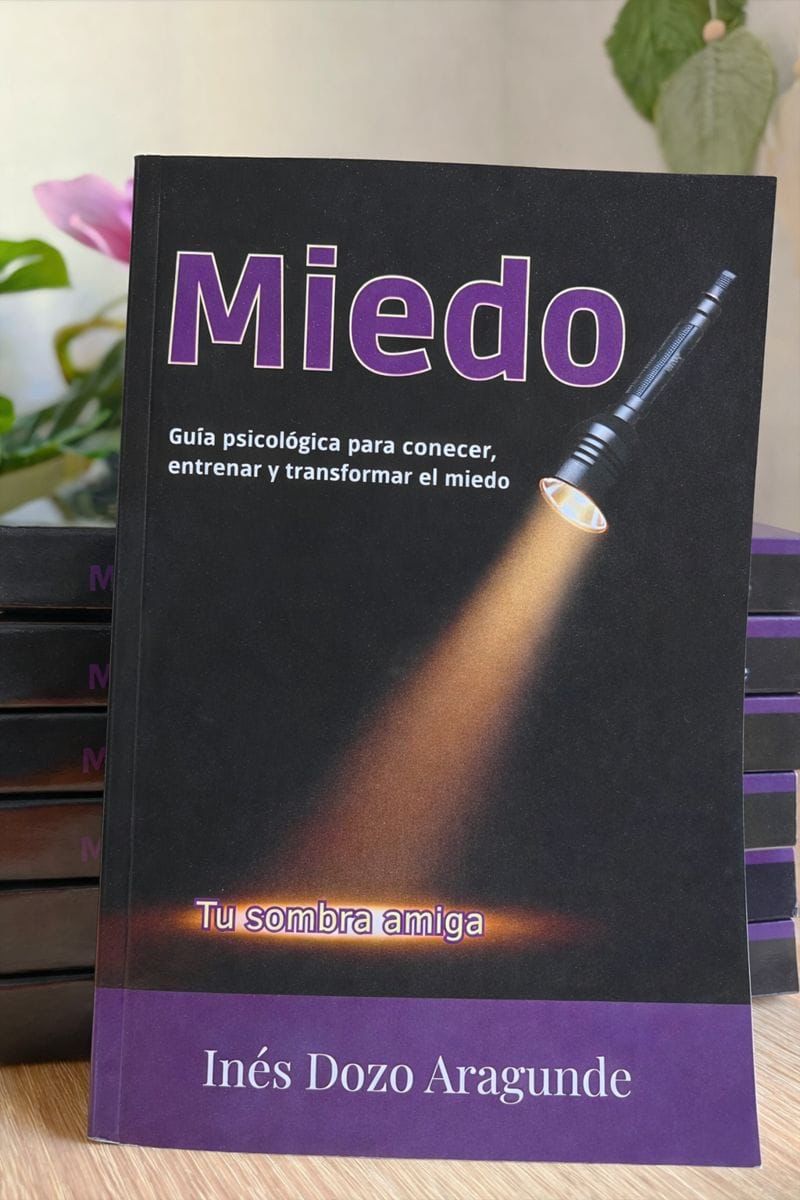 Miedo
Guía psicológica para conecer,
entrenar y transformar el miedo
Tu sombra amiga
Inés Dozo Aragunde
M
M
M
M